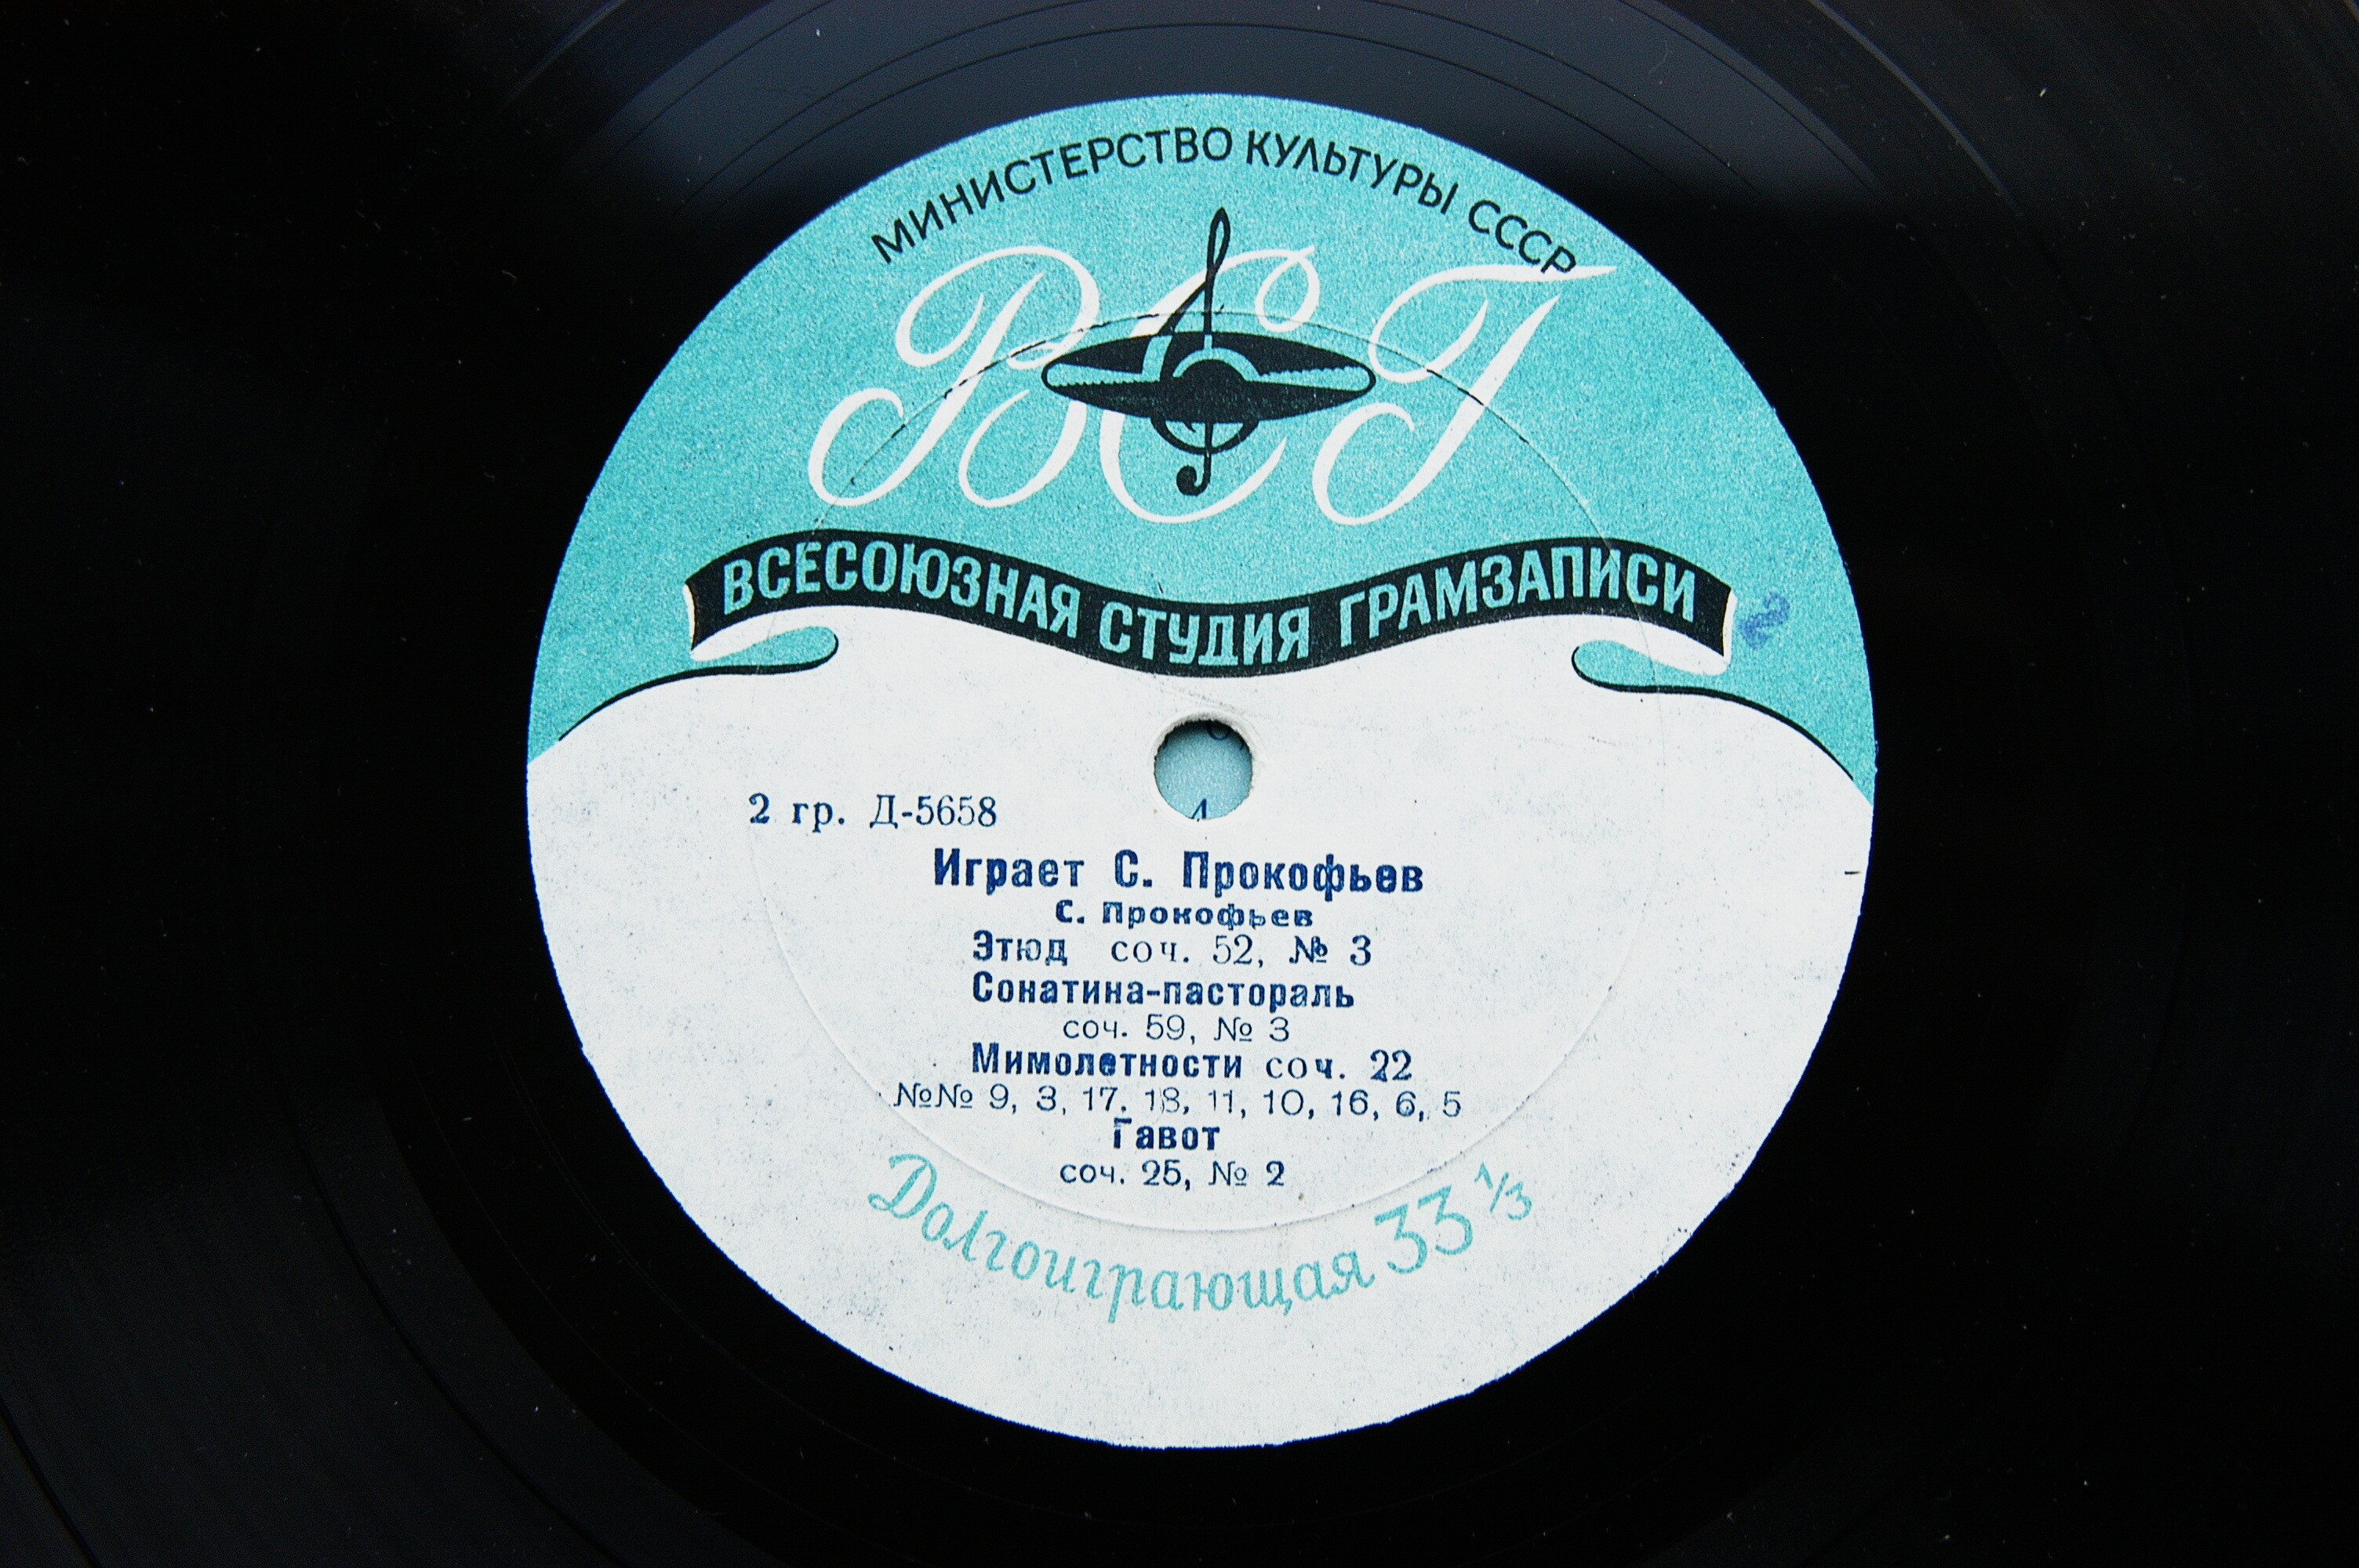 МИНИСТЕРСТВО КУЛЬТУРЫ СССР
ВСГ
ВСЕСОЮЗНАЯ СТУДИЯ ГРАМЗАПИСИ
2
2 гр. Д-5658
Играет С. Прокофьев
С. Прокофьев
Этюд соч. 52, № 3
Сонатина-пастораль
соч. 59, № 3
Мимолетности соч. 22
№№ 9, 3, 17. 18, 11, 10, 16, 6, 5
Гавот
соч. 25, № 2
Долгоиграющая 33 1/3